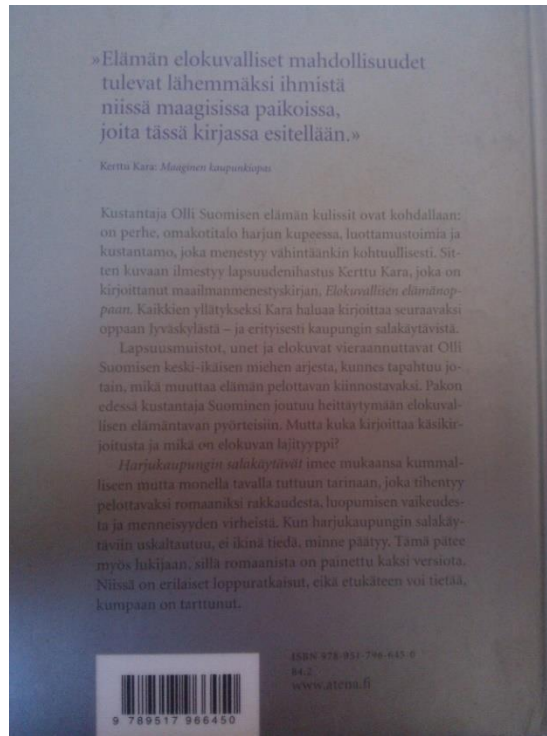 »Elämän elokuvalliset mahdollisuudet
tulevat lähemmäksi ihmistä
niissä maagisissa paikoissa,
joita tässä kirjassa esitellään.»
Kerttu Kara: Maaginen kaupunkiopas
Kustantaja Olli Suomisen elämän kulissit ovat kohdallaan:
on perhe, omakotitalo harjun kupeessa, luottamustoimia ja
kustantamo, joka menestyy vähintäänkin kohtuullisesti. Sit-
ten kuvaan ilmestyy lapsuudenihastus Kerttu Kara, joka on
kirjoittanut maailmanmenestyskirjan, Elokuvallisen elämänop-
paan. Kaikkien yllätykseksi Kara haluaa kirjoittaa seuraavaksi
oppaan Jyväskylästä – ja erityisesti kaupungin salakäytävistä.
Lapsuusmuistot, unet ja elokuvat vieraannuttavat Olli
Suomisen keski-ikäisen miehen arjesta, kunnes tapahtuu jo-
tain, mikä muuttaa elämän pelottavan kiinnostavaksi. Pakon
edessä kustantaja Suominen joutuu heittäytymään elokuval-
lisen elämäntavan pyörteisiin. Mutta kuka kirjoittaa käsikir-
joitusta ja mikä on elokuvan lajityyppi?
Harjukaupungin salakäytävät imee mukaansa kummal-
liseen mutta monella tavalla tuttuun tarinaan, joka tihentyy
pelottavaksi romaaniksi rakkaudesta, luopumisen vaikeudes-
ta ja menneisyyden virheistä. Kun harjukaupungin salakäy-
täviin uskaltautuu, ei ikinä tiedä, minne päätyy. Tämä pätee
myös lukijaan, sillä romaanista on painettu kaksi versiota.
Niissä on erilaiset loppuratkaisut, eikä etukäteen voi tietää,
kumpaan on tarttunut.
ISBN 978-951-796-645-0
84.2
www.atena.fi
9 789517 966450